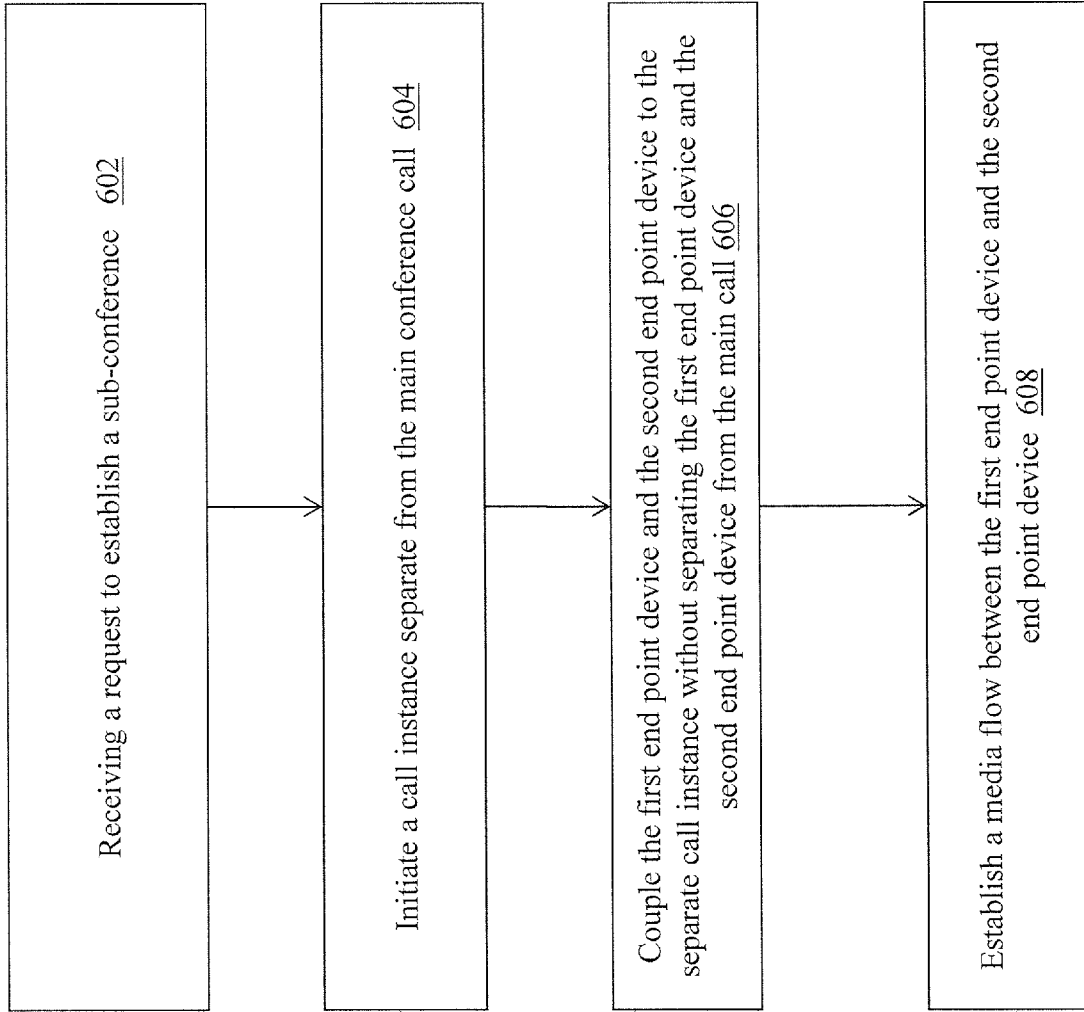 Receiving a request to establish a sub-conference 602
Initiate a call instance separate from the main conference call 604
Couple the first end point device and the second end point device to the
separate call instance without separating the first end point device and the
second end point device from the main call 606
Establish a media flow between the first end point device and the second
end point device 608